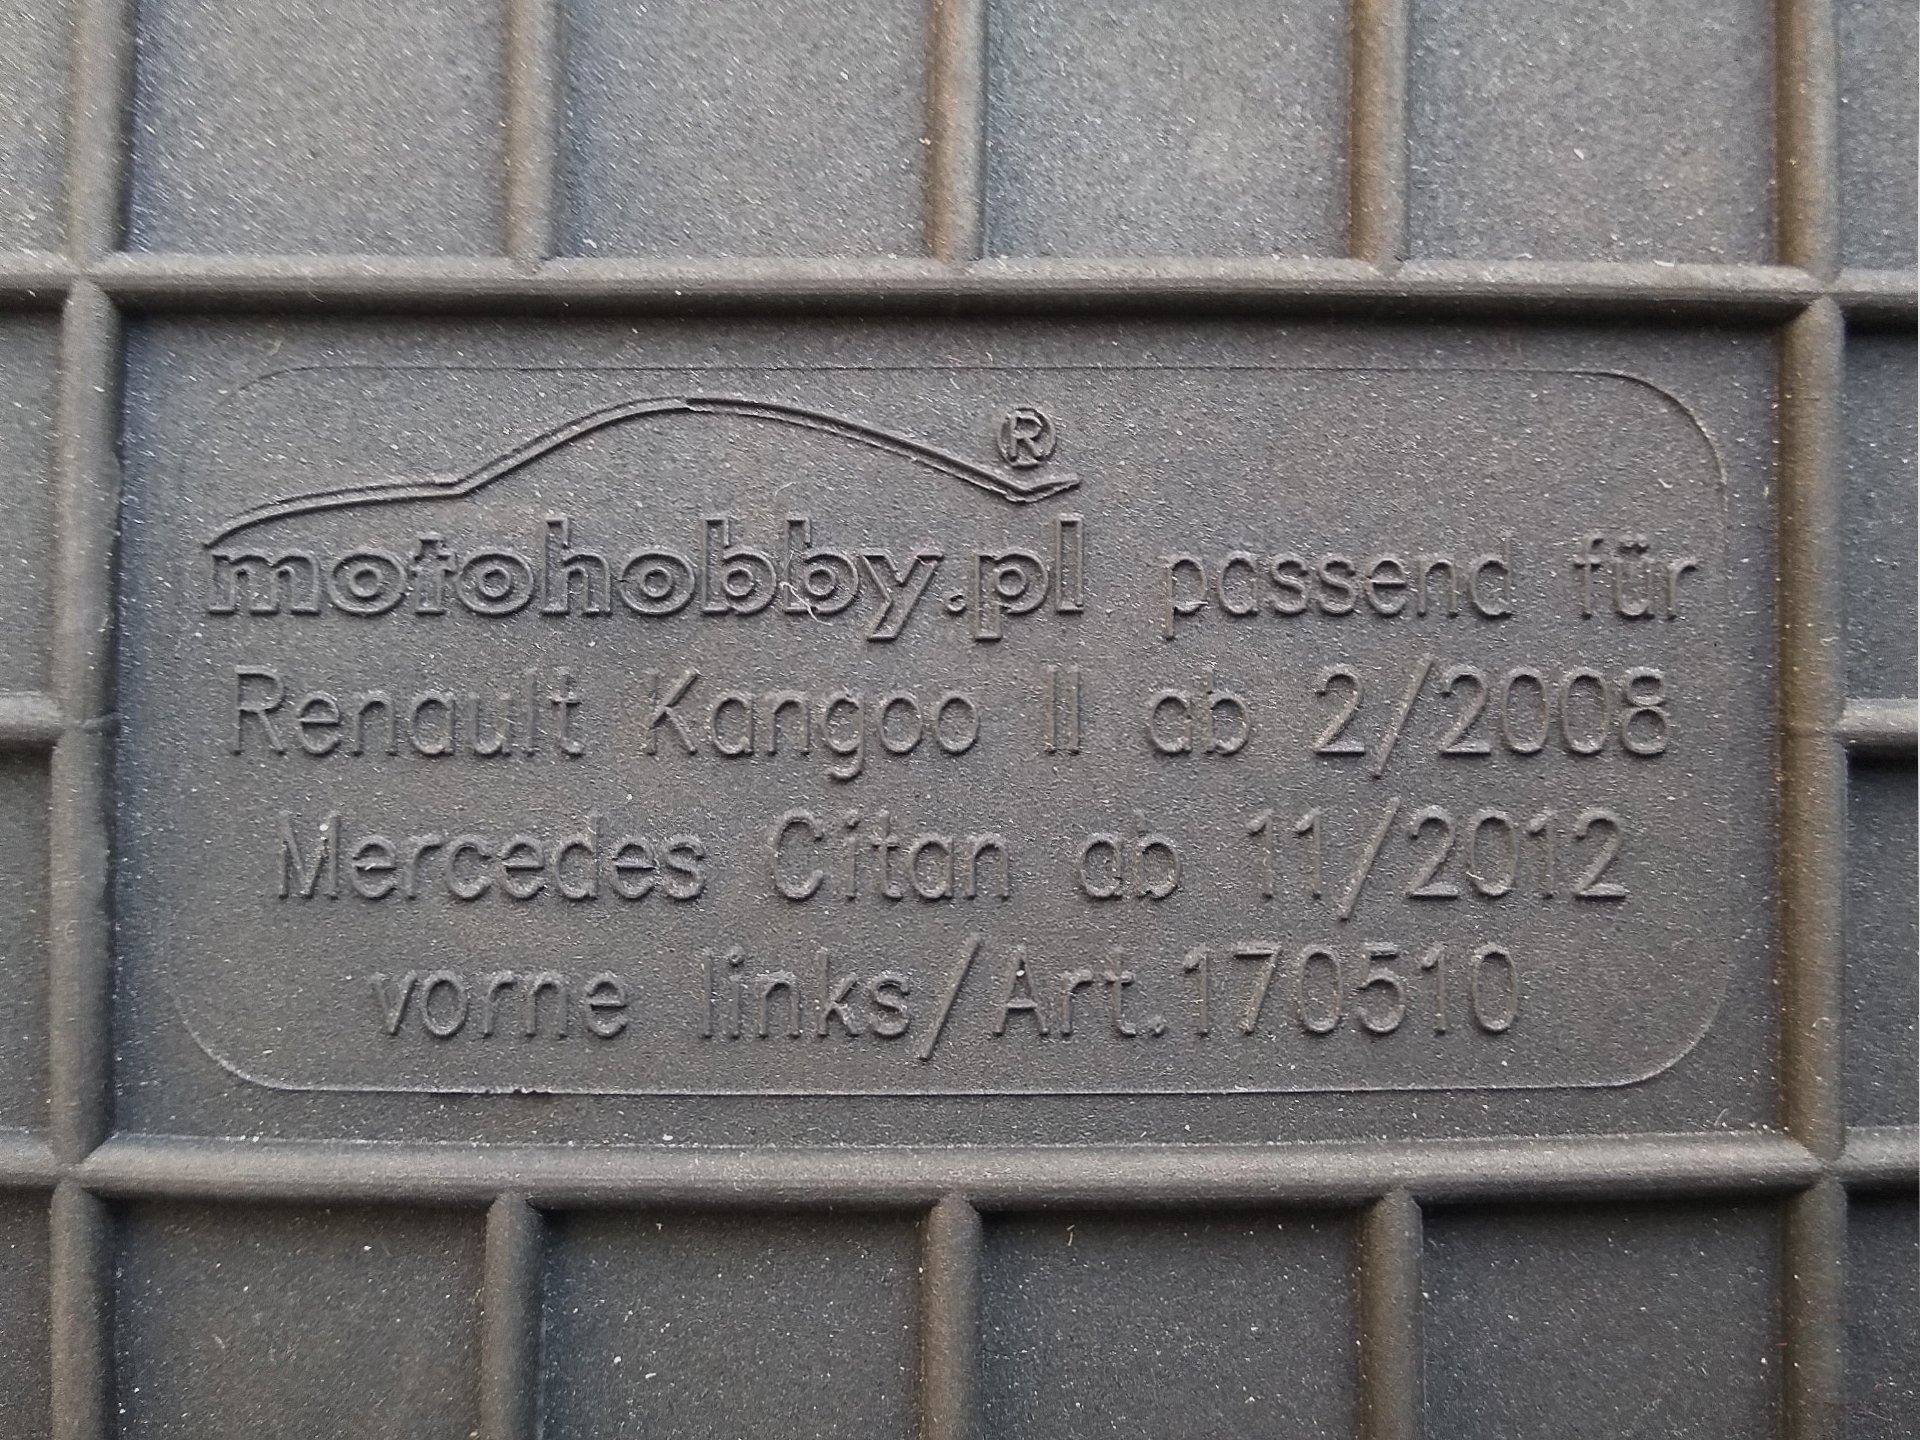 motohobby.pl® passend für
Renault Kangoo II ab 2/2008
Mercedes Citan ab 11/2012
vorne links/Art.170510